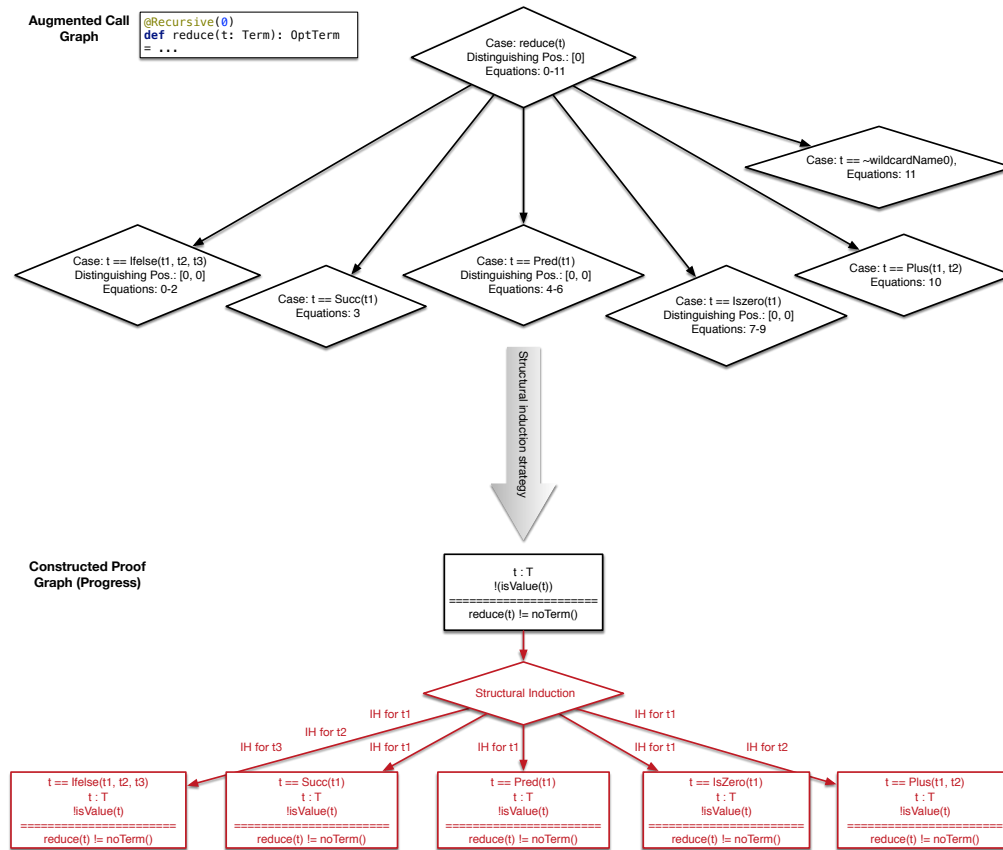 Augmented Call
Graph
@Recursive(0)
def reduce(t: Term): OptTerm
= ...
Case: reduce(t)
Distinguishing Pos.: [0]
Equations: 0-11
Case: t == ~wildcardName0),
Equations: 11
Case: t == Ifelse(t1, t2, t3)
Distinguishing Pos.: [0, 0]
Equations: 0-2
Case: t == Succ(t1)
Equations: 3
Case: t == Pred(t1)
Distinguishing Pos.: [0, 0]
Equations: 4-6
Case: t == Iszero(t1)
Distinguishing Pos.: [0, 0]
Equations: 7-9
Case: t == Plus(t1, t2)
Equations: 10
Structural induction strategy
Constructed Proof
Graph (Progress)
t : T
!(isValue(t))
======================
reduce(t) != noTerm()
Structural Induction
IH for t1
IH for t2
IH for t3
IH for t1
IH for t1
IH for t1
IH for t1
IH for t2
t == Ifelse(t1, t2, t3)
t : T
!isValue(t)
=======================
reduce(t) != noTerm()
t == Succ(t1)
t : T
!isValue(t)
=======================
reduce(t) != noTerm()
t == Pred(t1)
t : T
!isValue(t)
=======================
reduce(t) != noTerm()
t == IsZero(t1)
t : T
!isValue(t)
=======================
reduce(t) != noTerm()
t == Plus(t1, t2)
t : T
!isValue(t)
=======================
reduce(t) != noTerm()